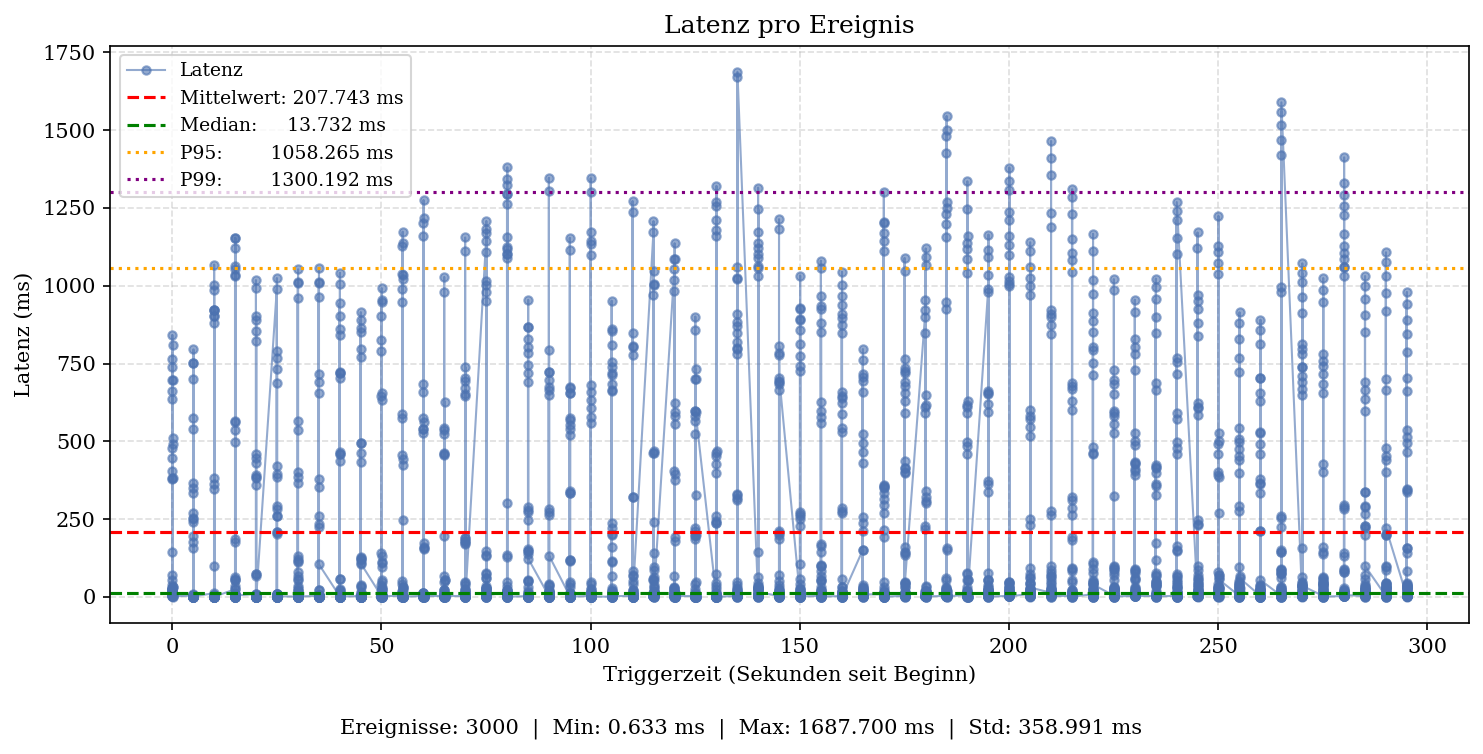 Latenz pro Ereignis
Latenz (ms)
1750
1500
1250
1000
750
500
250
0
Latenz
Mittelwert: 207.743 ms
Median: 13.732 ms
P95: 1058.265 ms
P99: 1300.192 ms
0 50 100 150 200 250 300
Triggerzeit (Sekunden seit Beginn)
Ereignisse: 3000 | Min: 0.633 ms | Max: 1687.700 ms | Std: 358.991 ms